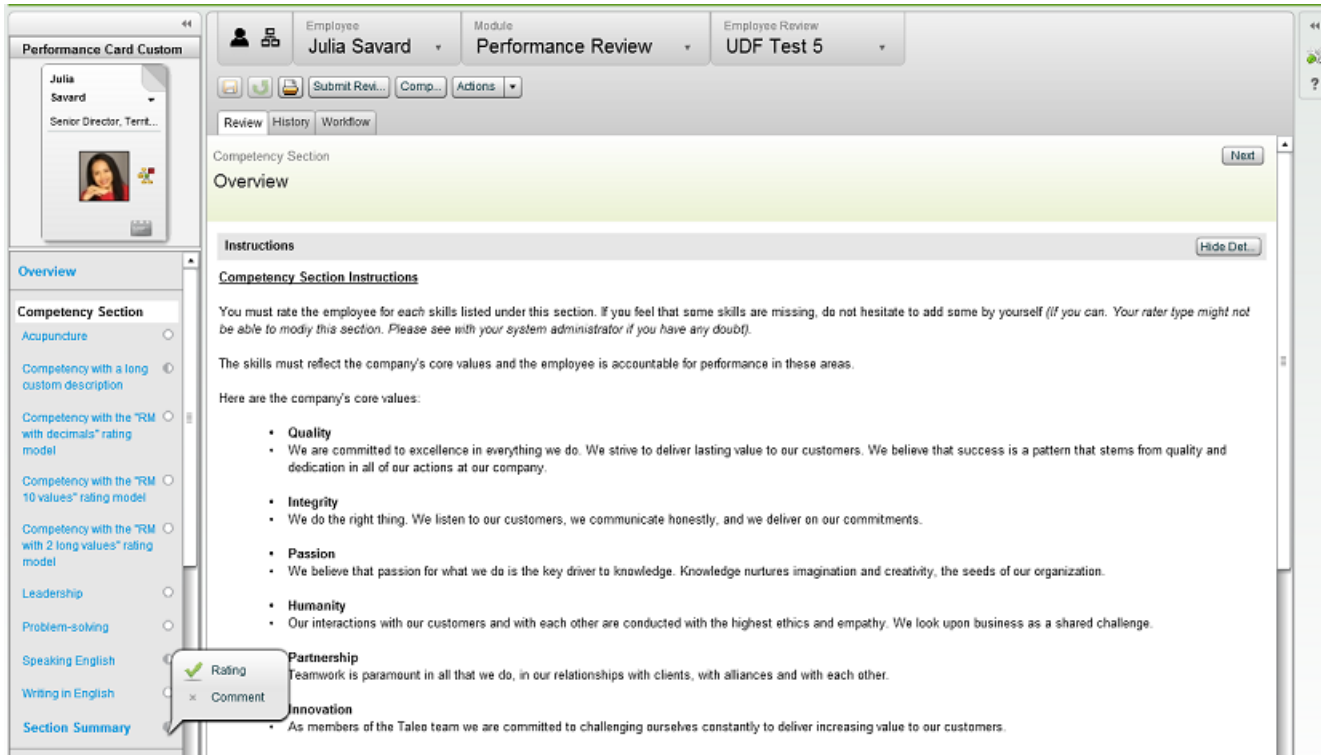 Performance Card Custom
Julia
Savard
Senior Director, Territ...
Overview
Competency Section
Acupuncture
Competency with a long
custom description
Competency with the "RM
with decimals" rating
model
Competency with the "RM
10 values" rating model
Competency with the "RM
with 2 long values" rating
model
Leadership
Problem-solving
Speaking English
Writing in English
Section Summary
Rating
Comment
Employee
Julia Savard
Module
Performance Review
Employee Review
UDF Test 5
Submit Revi...
Comp...
Actions
Review
History
Workflow
Competency Section
Next
Overview
Instructions
Hide Det...
Competency Section Instructions
You must rate the employee for each skills listed under this section. If you feel that some skills are missing, do not hesitate to add some by yourself (If you can. Your rater type might not
be able to modiy this section. Please see with your system administrator if you have any doubt).
The skills must reflect the company's core values and the employee is accountable for performance in these areas.
Here are the company's core values:
• Quality
• We are committed to excellence in everything we do. We strive to deliver lasting value to our customers. We believe that success is a pattern that stems from quality and
dedication in all of our actions at our company.
• Integrity
• We do the right thing. We listen to our customers, we communicate honestly, and we deliver on our commitments.
• Passion
• We believe that passion for what we do is the key driver to knowledge. Knowledge nurtures imagination and creativity, the seeds of our organization.
• Humanity
• Our interactions with our customers and with each other are conducted with the highest ethics and empathy. We look upon business as a shared challenge.
Partnership
Teamwork is paramount in all that we do, in our relationships with clients, with alliances and with each other.
Innovation
• As members of the Taleo team we are committed to challenging ourselves constantly to deliver increasing value to our customers.
?